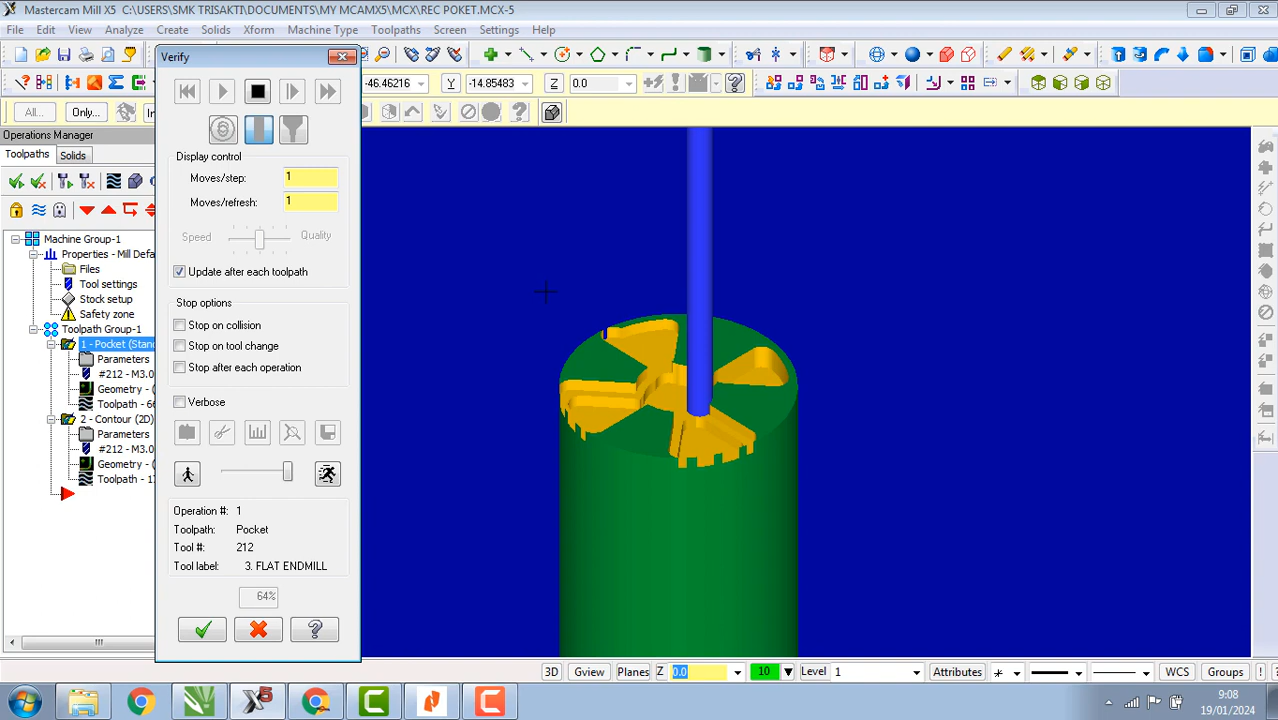 Mastercam Mill X5 C:\USERS\SMK TRISAKTI\DOCUMENTS\MY MCAMX5\MCX\REC POKET.MCX-5
File Edit View Analyze Create Solids Xform Machine Type Toolpaths Screen Settings Help
Verify
-46.46216 Y -14.85483 Z 0.0
All... Only...
Operations Manager
Toolpaths Solids
Display control
Moves/step: 1
Moves/refresh: 1
Speed Quality
Update after each toolpath
Stop options
Stop on collision
Stop on tool change
Stop after each operation
Verbose
Operation #: 1
Toolpath: Pocket
Tool #: 212
Tool label: 3. FLAT ENDMILL
64%
Machine Group-1
Properties - Mill Defa
Files
Tool settings
Stock setup
Safety zone
Toolpath Group-1
1 - Pocket (Stan
Parameters
#212 - M3.0
Geometry - (
Toolpath - 66
2 - Contour (2D)
Parameters
#212 - M3.0
Geometry - (
Toolpath - 17
3D Gview Planes Z 0.0 10 Level 1 Attributes WCS Groups
9:08
19/01/2024